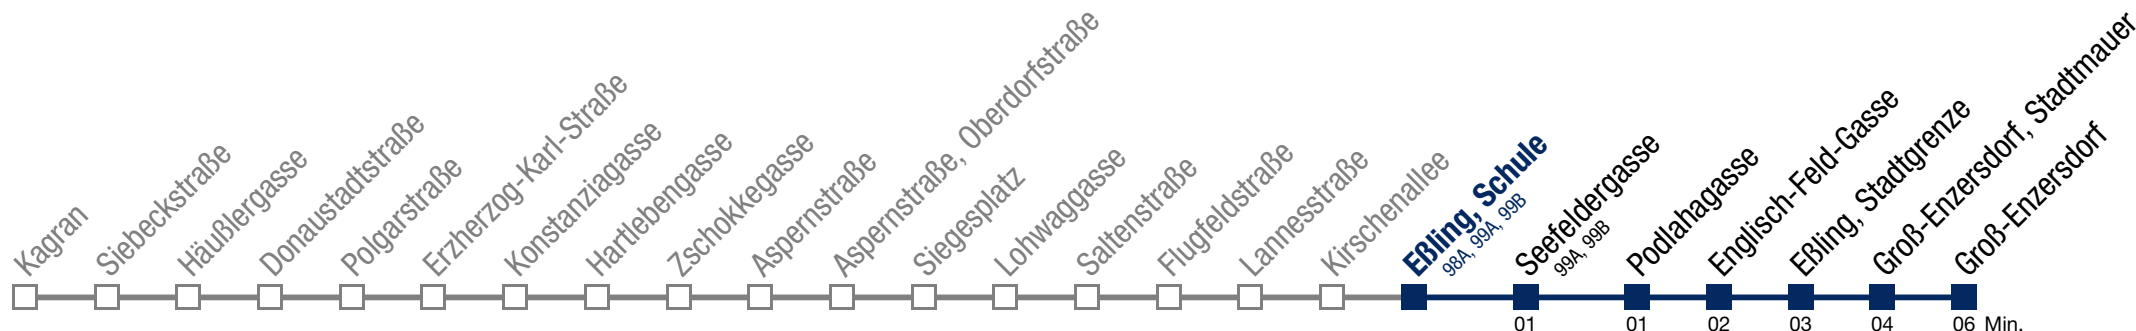 Kagran
Siebeckstraße
Häußlergasse
Donaustadtstraße
Polgarstraße
Erzherzog-Karl-Straße
Konstanziagasse
Hartlebengasse
Zschokkegasse
Aspernstraße
Aspernstraße, Oberdorfstraße
Siegesplatz
Lohwaggasse
Saltenstraße
Flugfeldstraße
Lannesstraße
Kirschenallee
Eßling, Schule
98A, 99A, 99B
Seefeldergasse
99A, 99B
Podlahagasse
Englisch-Feld-Gasse
Eßling, Stadtgrenze
Groß-Enzersdorf, Stadtmauer
Groß-Enzersdorf
01 01 02 03 04 06 Min.